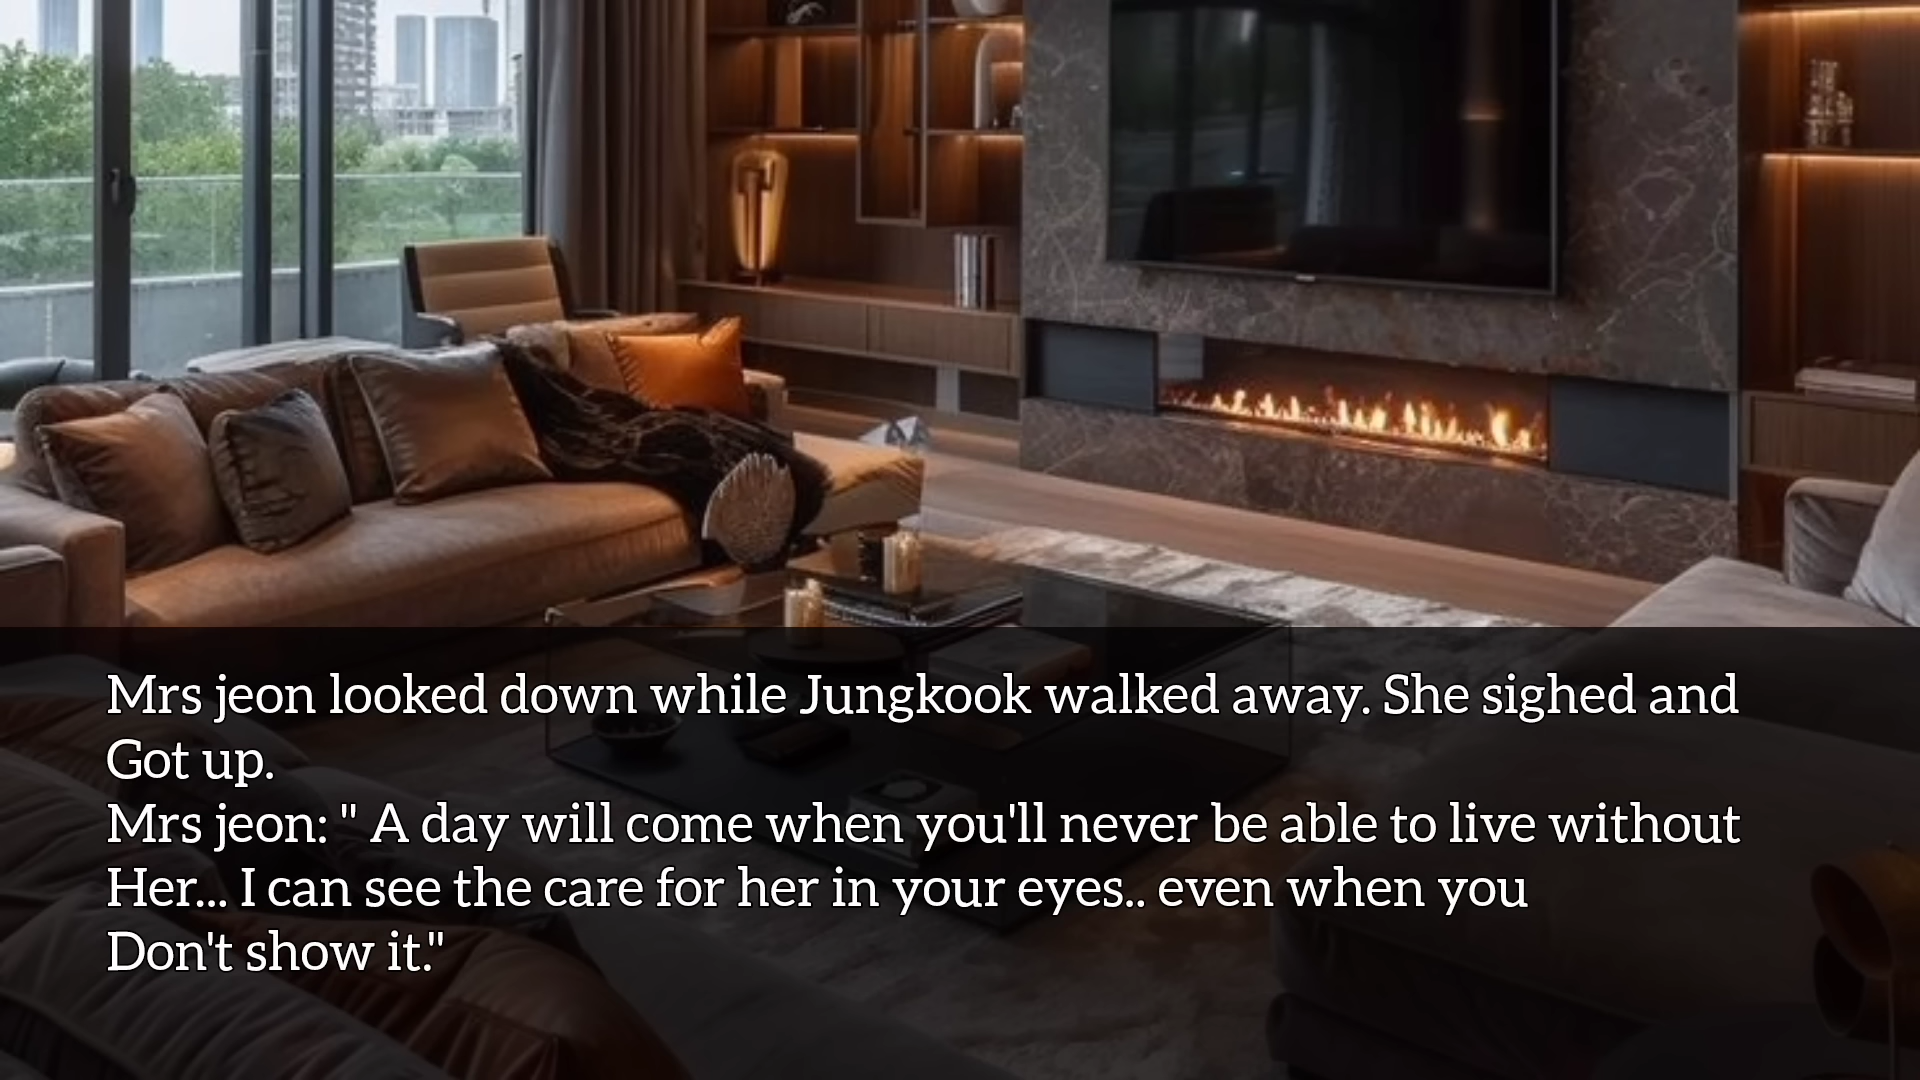 Mrs jeon looked down while Jungkook walked away. She sighed and
Got up.
Mrs jeon: " A day will come when you'll never be able to live without
Her... I can see the care for her in your eyes.. even when you
Don't show it."